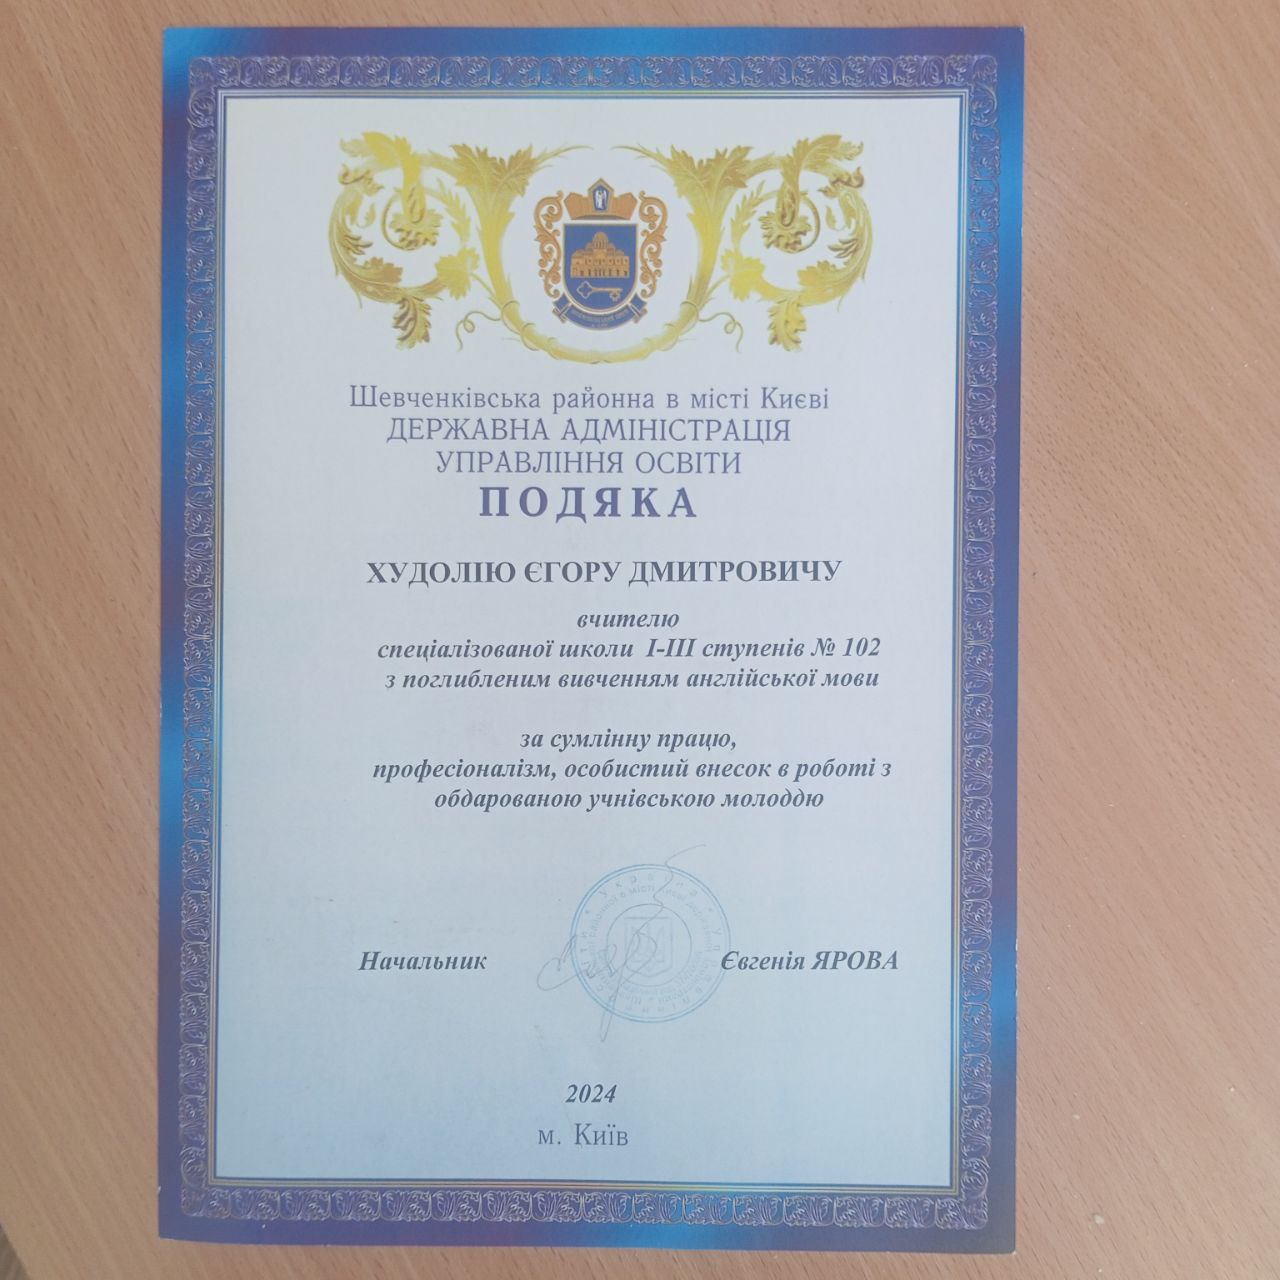 Шевченківська районна в місті Києві
ДЕРЖАВНА АДМІНІСТРАЦІЯ
УПРАВЛІННЯ ОСВІТИ
ПОДЯКА
ХУДОЛІЮ ЄГОРУ ДМИТРОВИЧУ
вчителю
спеціалізованої школи І-ІІІ ступенів № 102
з поглибленим вивченням англійської мови
за сумлінну працю,
професіоналізм, особистий внесок в роботі з
обдарованою учнівською молоддю
Начальник Євгенія ЯРОВА
2024
м. Київ